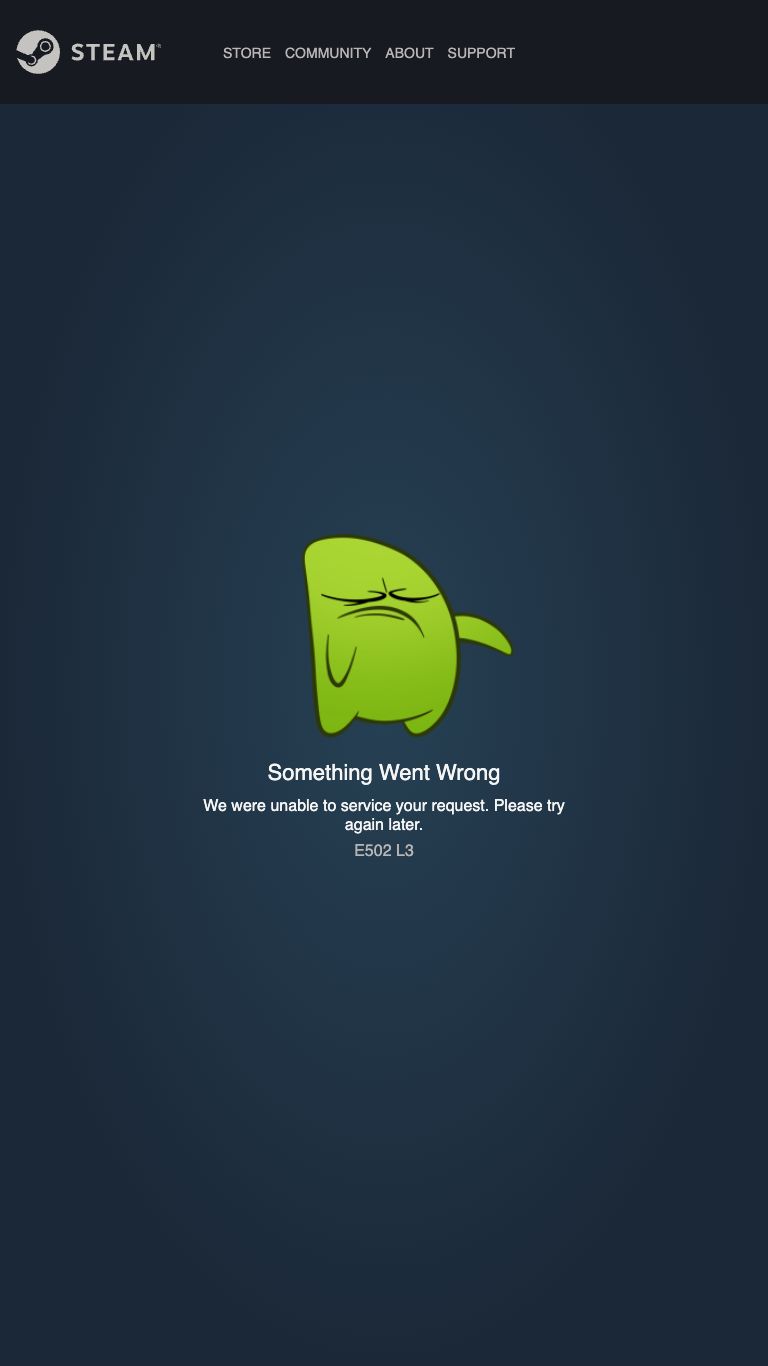 STEAM®
STORE COMMUNITY ABOUT SUPPORT
Something Went Wrong
We were unable to service your request. Please try
again later.
E502 L3